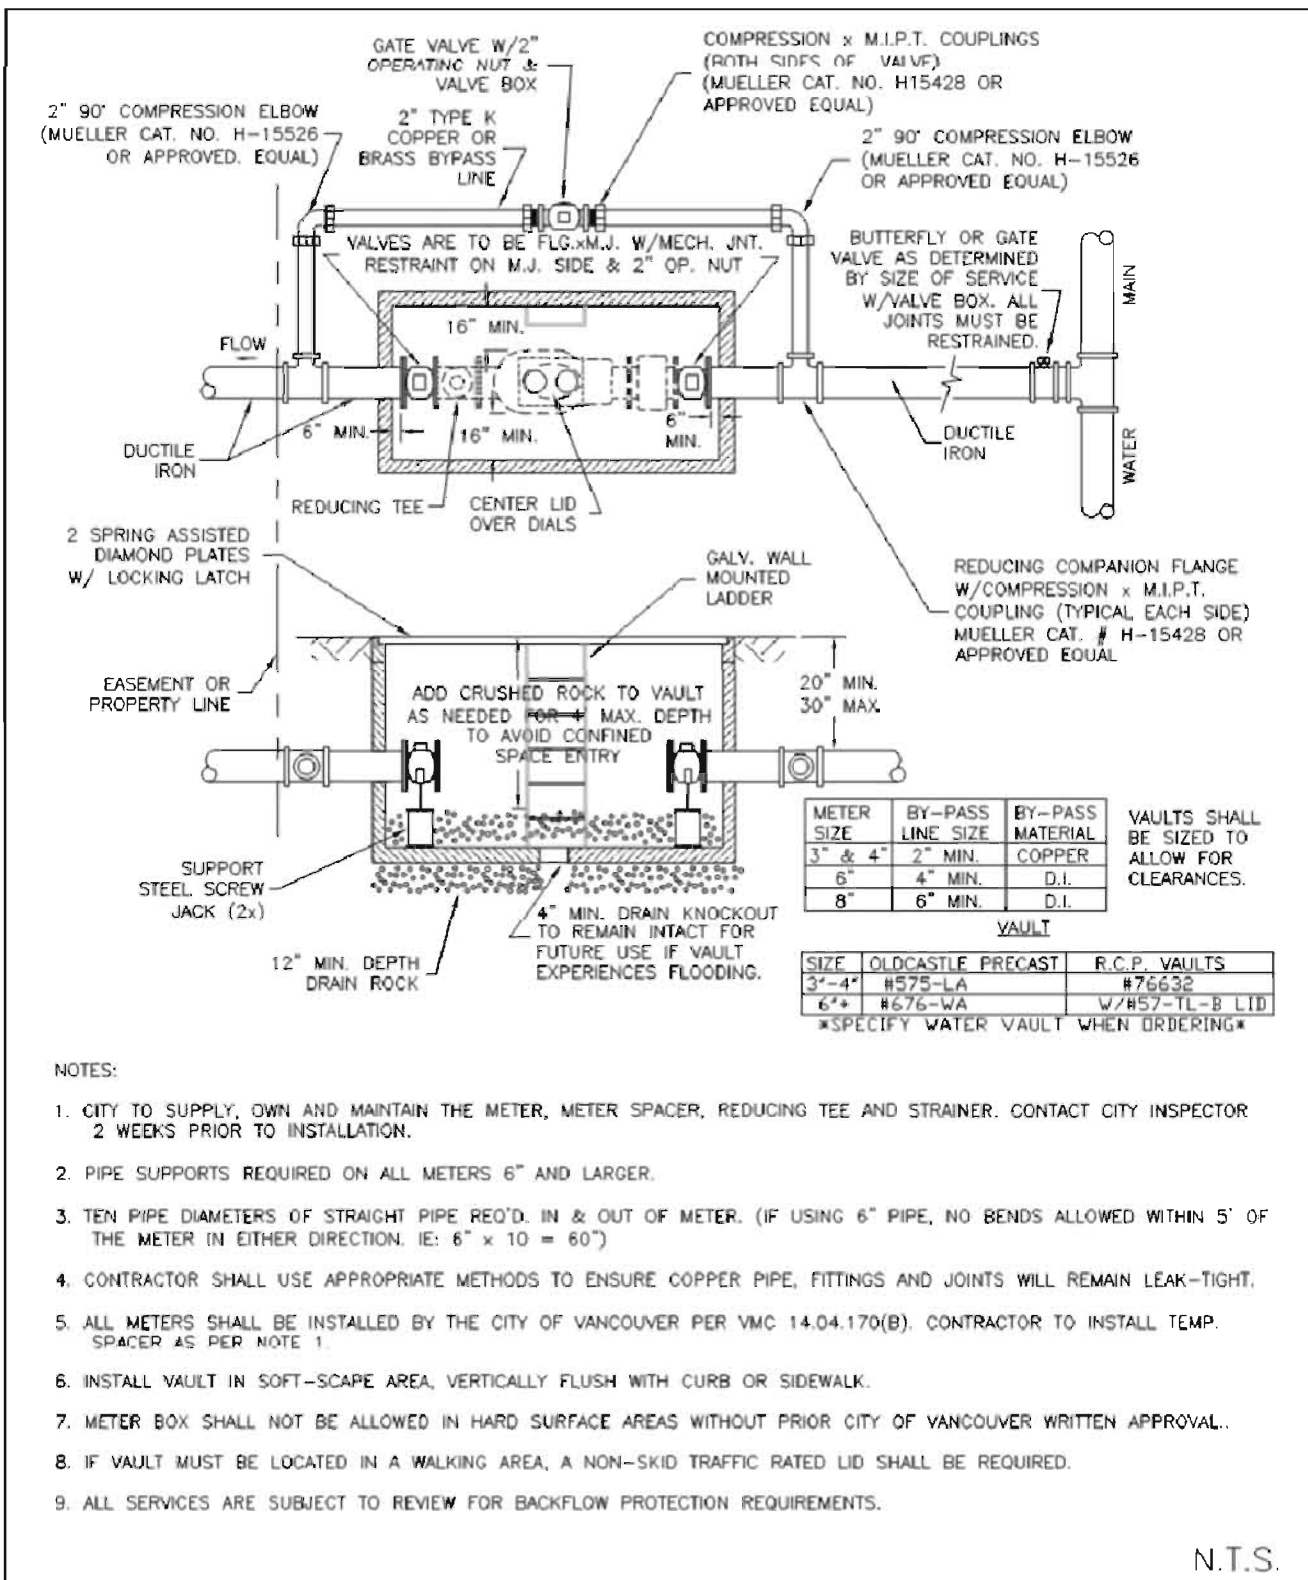 GATE VALVE W/2"
OPERATING NUT &
VALVE BOX
COMPRESSION x M.I.P.T. COUPLINGS
(BOTH SIDES OF VALVE)
(MUELLER CAT. NO. H15428 OR
APPROVED EQUAL)
2" 90° COMPRESSION ELBOW
(MUELLER CAT. NO. H-15526
OR APPROVED. EQUAL)
2" TYPE K
COPPER OR
BRASS BYPASS
LINE
2" 90° COMPRESSION ELBOW
(MUELLER CAT. NO. H-15526
OR APPROVED EQUAL)
VALVES ARE TO BE FLG.xM.J. W/MECH. JNT.
RESTRAINT ON M.J. SIDE & 2" OP. NUT
BUTTERFLY OR GATE
VALVE AS DETERMINED
BY SIZE OF SERVICE
W/VALVE BOX. ALL
JOINTS MUST BE
RESTRAINED.
MAIN
WATER
FLOW
16" MIN.
6" MIN.
16" MIN.
6"
MIN.
DUCTILE
IRON
DUCTILE
IRON
REDUCING TEE
CENTER LID
OVER DIALS
2 SPRING ASSISTED
DIAMOND PLATES
W/ LOCKING LATCH
GALV. WALL
MOUNTED
LADDER
REDUCING COMPANION FLANGE
W/COMPRESSION x M.I.P.T.
COUPLING (TYPICAL EACH SIDE)
MUELLER CAT. # H-15428 OR
APPROVED EQUAL
EASEMENT OR
PROPERTY LINE
ADD CRUSHED ROCK TO VAULT
AS NEEDED FOR 4' MAX. DEPTH
TO AVOID CONFINED
SPACE ENTRY
20" MIN.
30" MAX.
SUPPORT
STEEL SCREW
JACK (2x)
12" MIN. DEPTH
DRAIN ROCK
4" MIN. DRAIN KNOCKOUT
TO REMAIN INTACT FOR
FUTURE USE IF VAULT
EXPERIENCES FLOODING.
METER SIZE BY-PASS LINE SIZE BY-PASS MATERIAL
3" & 4" 2" MIN. COPPER
6" 4" MIN. D.I.
8" 6" MIN. D.I.
VAULTS SHALL
BE SIZED TO
ALLOW FOR
CLEARANCES.
VAULT
SIZE OLDCASTLE PRECAST R.C.P. VAULTS
3"-4" #575-LA #76632
6"+ #676-WA W/#57-TL-B LID
*SPECIFY WATER VAULT WHEN ORDERING*
NOTES:
1. CITY TO SUPPLY, OWN AND MAINTAIN THE METER, METER SPACER, REDUCING TEE AND STRAINER. CONTACT CITY INSPECTOR
2 WEEKS PRIOR TO INSTALLATION.
2. PIPE SUPPORTS REQUIRED ON ALL METERS 6" AND LARGER.
3. TEN PIPE DIAMETERS OF STRAIGHT PIPE REQ'D. IN & OUT OF METER. (IF USING 6" PIPE, NO BENDS ALLOWED WITHIN 5' OF
THE METER IN EITHER DIRECTION. IE: 6" x 10 = 60")
4. CONTRACTOR SHALL USE APPROPRIATE METHODS TO ENSURE COPPER PIPE, FITTINGS AND JOINTS WILL REMAIN LEAK-TIGHT.
5. ALL METERS SHALL BE INSTALLED BY THE CITY OF VANCOUVER PER VMC 14.04.170(B). CONTRACTOR TO INSTALL TEMP.
SPACER AS PER NOTE 1
6. INSTALL VAULT IN SOFT-SCAPE AREA, VERTICALLY FLUSH WITH CURB OR SIDEWALK.
7. METER BOX SHALL NOT BE ALLOWED IN HARD SURFACE AREAS WITHOUT PRIOR CITY OF VANCOUVER WRITTEN APPROVAL..
8. IF VAULT MUST BE LOCATED IN A WALKING AREA, A NON-SKID TRAFFIC RATED LID SHALL BE REQUIRED.
9. ALL SERVICES ARE SUBJECT TO REVIEW FOR BACKFLOW PROTECTION REQUIREMENTS.
N.T.S.